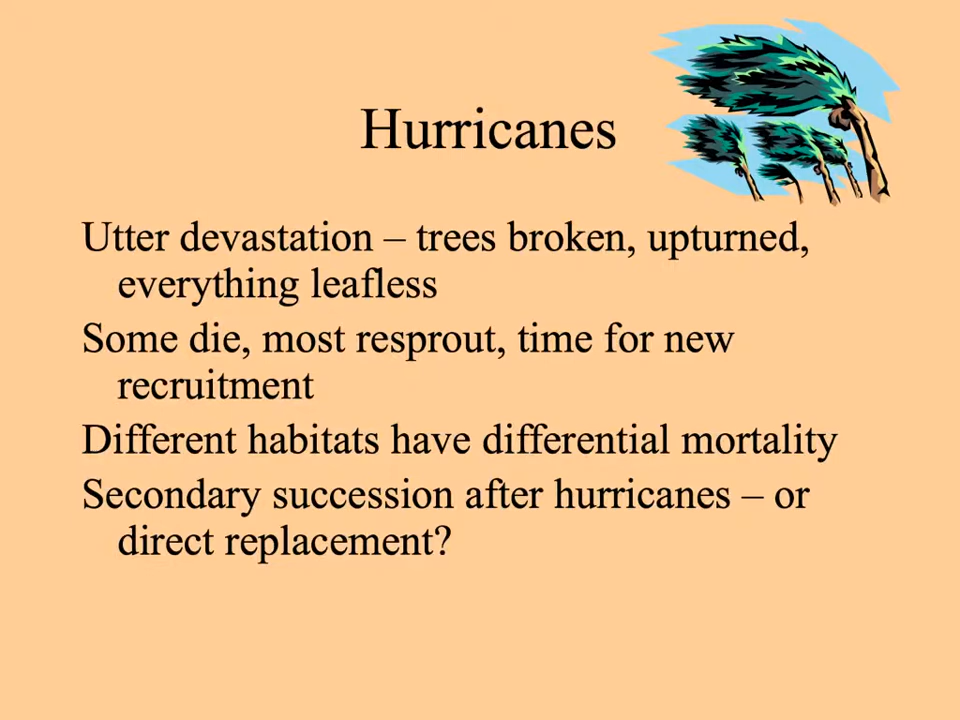 Hurricanes
Utter devastation – trees broken, upturned,
everything leafless
Some die, most resprout, time for new
recruitment
Different habitats have differential mortality
Secondary succession after hurricanes – or
direct replacement?